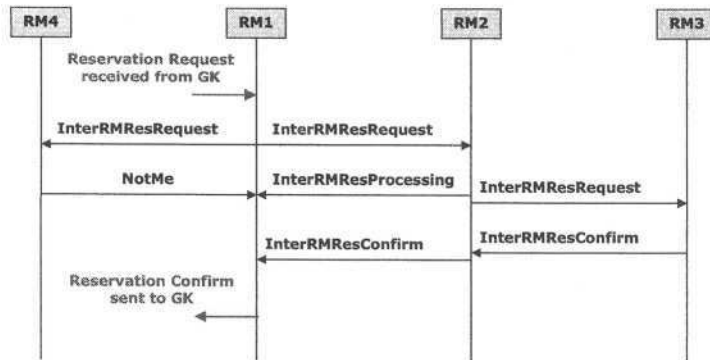 RM4 RM1 RM2 RM3
Reservation Request
received from GK
InterRMResRequest InterRMResRequest
NotMe InterRMResProcessing InterRMResRequest
InterRMResConfirm InterRMResConfirm
Reservation Confirm
sent to GK